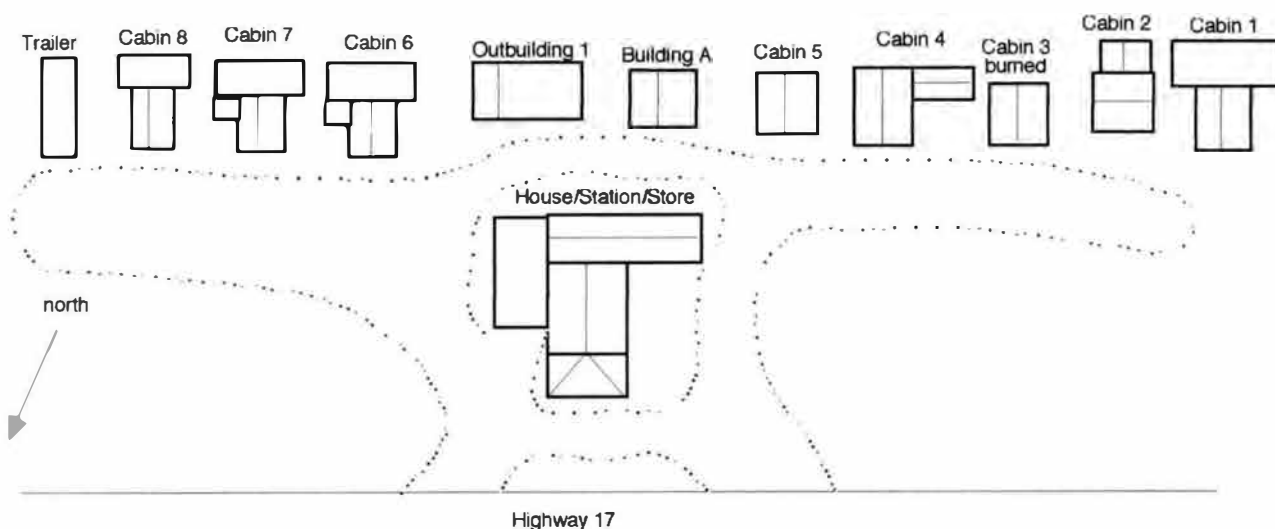 Trailer
Cabin 8
Cabin 7
Cabin 6
Outbuilding 1
Building A
Cabin 5
Cabin 4
Cabin 3
burned
Cabin 2
Cabin 1
House/Station/Store
north
Highway 17